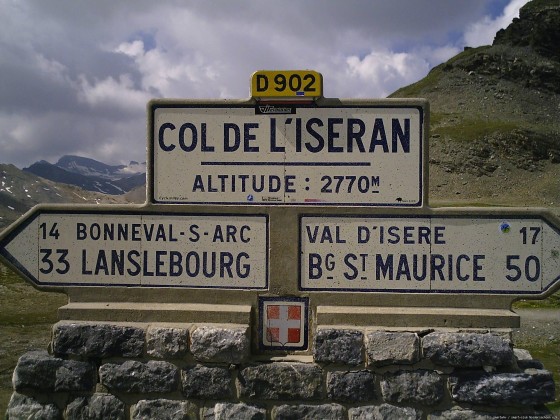 D 902
COL DE L'ISERAN
ALTITUDE : 2770M
14 BONNEVAL-S-ARC
33 LANSLEBOURG
VAL D'ISERE 17
BG ST MAURICE 50